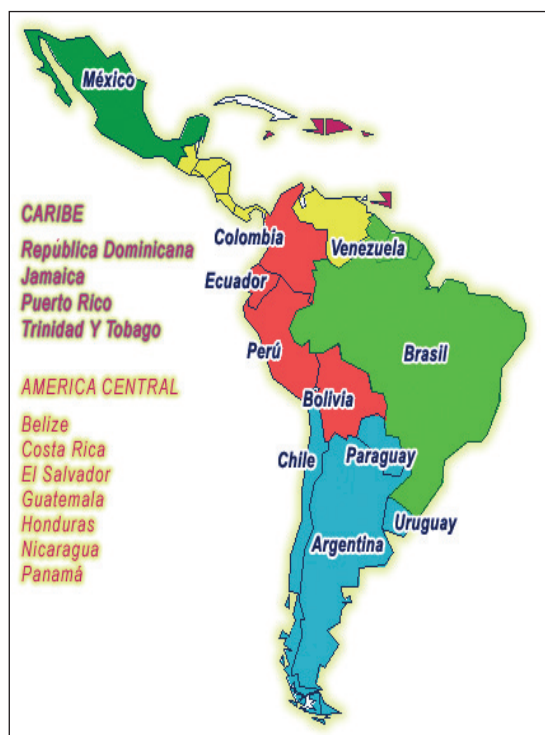 México
CARIBE
República Dominicana
Jamaica
Puerto Rico
Trinidad Y Tobago
Colombia
Venezuela
Ecuador
Perú
Brasil
Bolivia
AMERICA CENTRAL
Belize
Costa Rica
El Salvador
Guatemala
Honduras
Nicaragua
Panamá
Chile
Paraguay
Uruguay
Argentina